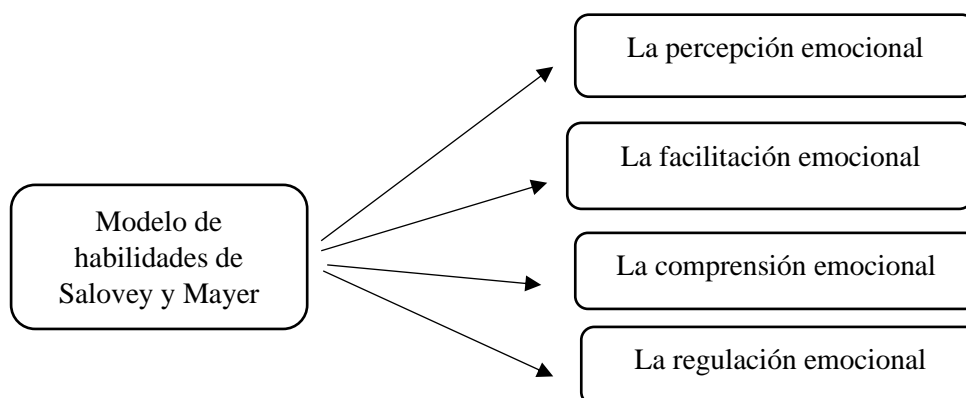 La percepción emocional
La facilitación emocional
Modelo de
habilidades de
Salovey y Mayer
La comprensión emocional
La regulación emocional